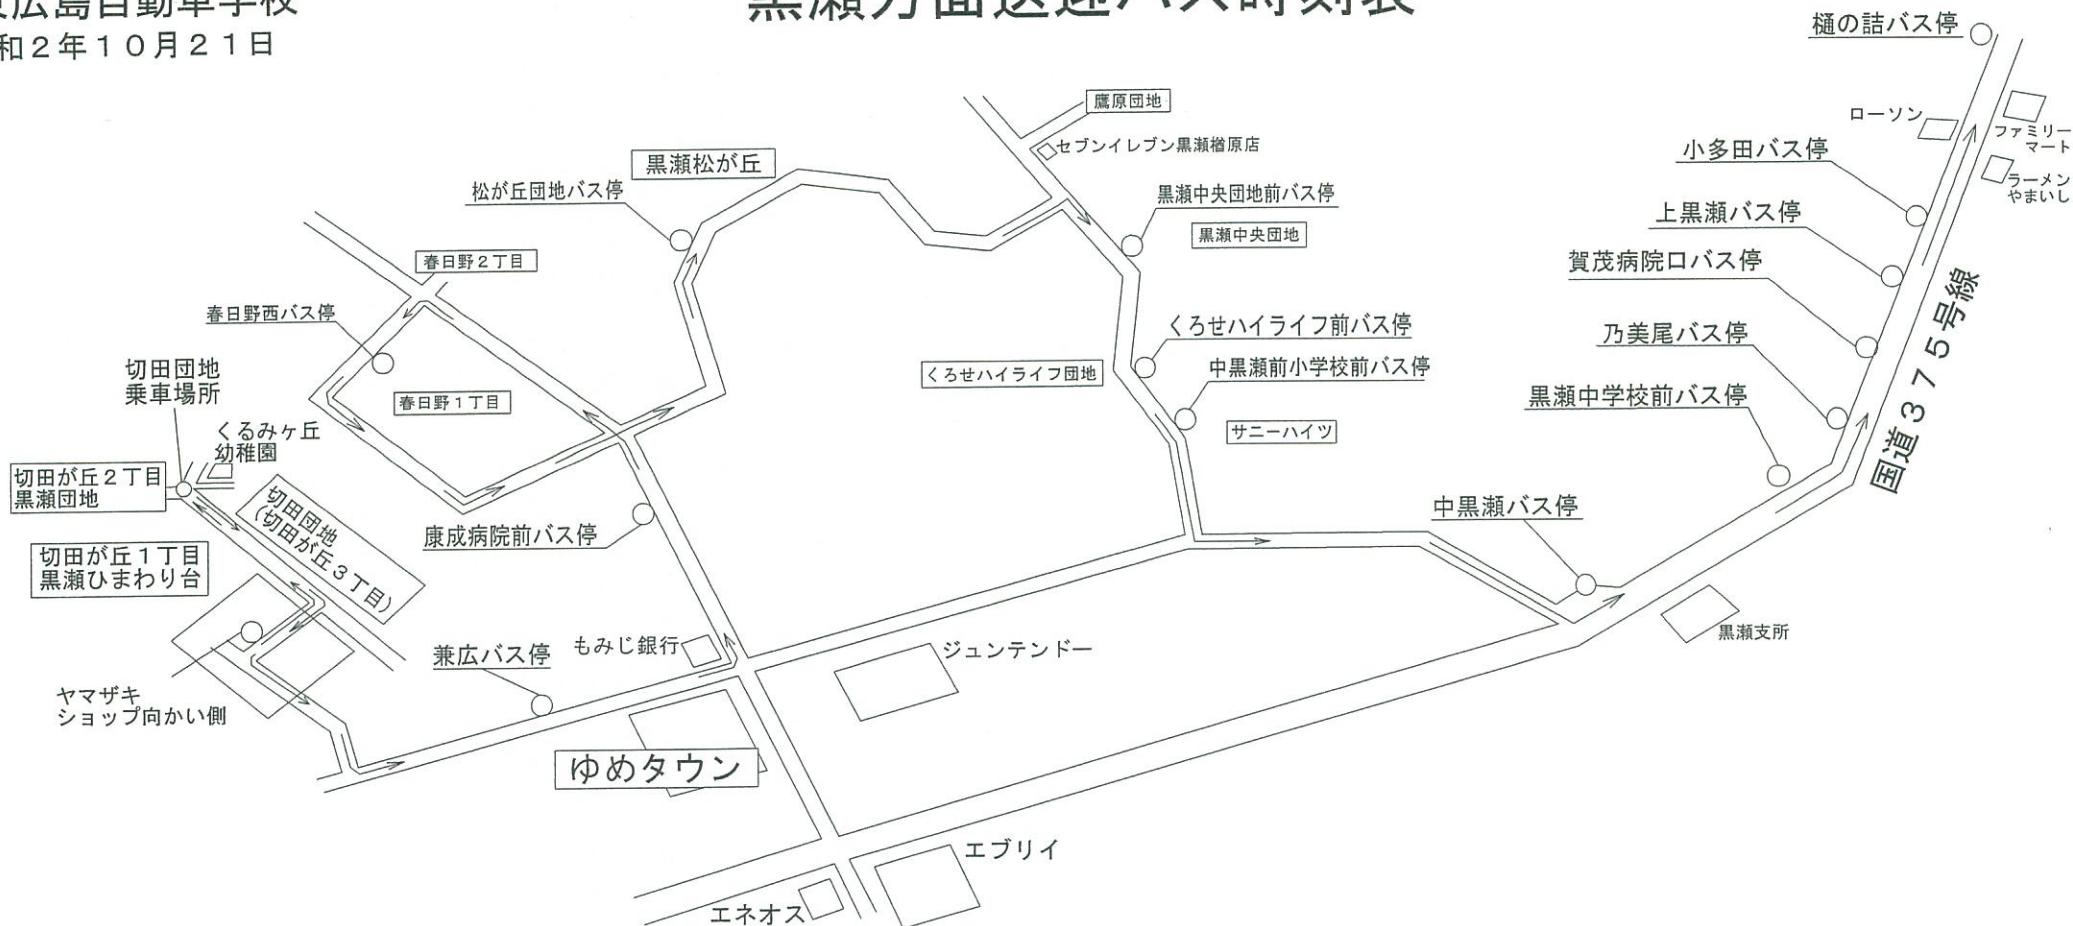 東広島自動車学校
黒瀬方面送迎バス時刻表
和２年１０月２１日
樋の詰バス停
鷹原団地
ローソン
ファミリー
マート
セブンイレブン黒瀬楢原店
小多田バス停
黒瀬松が丘
ラーメン
やまいし
松が丘団地バス停
黒瀬中央団地前バス停
上黒瀬バス停
黒瀬中央団地
春日野２丁目
賀茂病院口バス停
春日野西バス停
くろせハイライフ前バス停
乃美尾バス停
国道３７５号線
切田団地
乗車場所
くろせハイライフ団地
中黒瀬前小学校前バス停
春日野１丁目
黒瀬中学校前バス停
くるみヶ丘
幼稚園
サニーハイツ
切田が丘２丁目
黒瀬団地
切田団地
（切田が丘３丁目）
中黒瀬バス停
康成病院前バス停
切田が丘１丁目
黒瀬ひまわり台
黒瀬支所
もみじ銀行
兼広バス停
ジュンテンドー
ヤマザキ
ショップ向かい側
ゆめタウン
エブリイ
エネオス